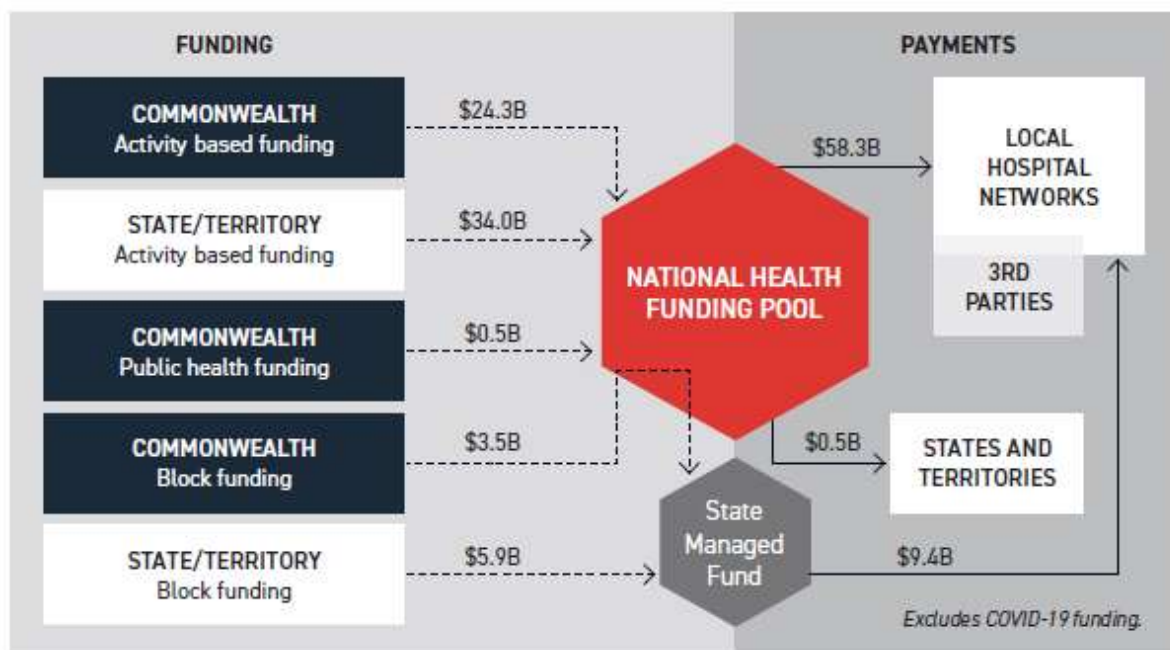 FUNDING
PAYMENTS
COMMONWEALTH
Activity based funding
$24.3B
STATE/TERRITORY
Activity based funding
$34.0B
COMMONWEALTH
Public health funding
$0.5B
COMMONWEALTH
Block funding
$3.5B
STATE/TERRITORY
Block funding
$5.9B
NATIONAL HEALTH
FUNDING POOL
State
Managed
Fund
$58.3B
LOCAL
HOSPITAL
NETWORKS
3RD
PARTIES
$0.5B
STATES AND
TERRITORIES
$9.4B
Excludes COVID-19 funding.